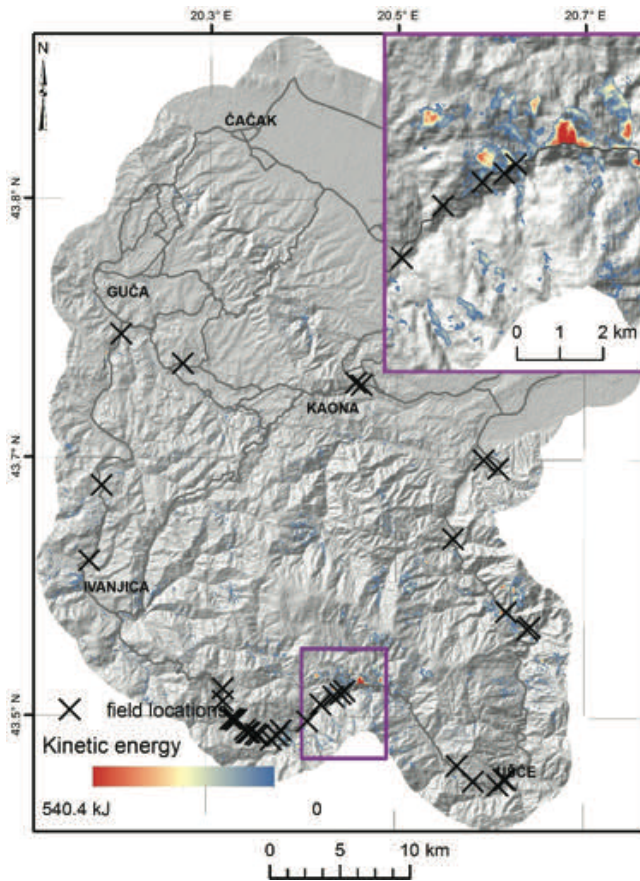 20.3° E
20.5° E
20.7° E
N
ČAČAK
43.8° N
GUČA
0 1 2 km
KAONA
43.7° N
IVANJICA
field locations
43.5° N
Kinetic energy
UŠĆE
540.4 kJ 0
0 5 10 km